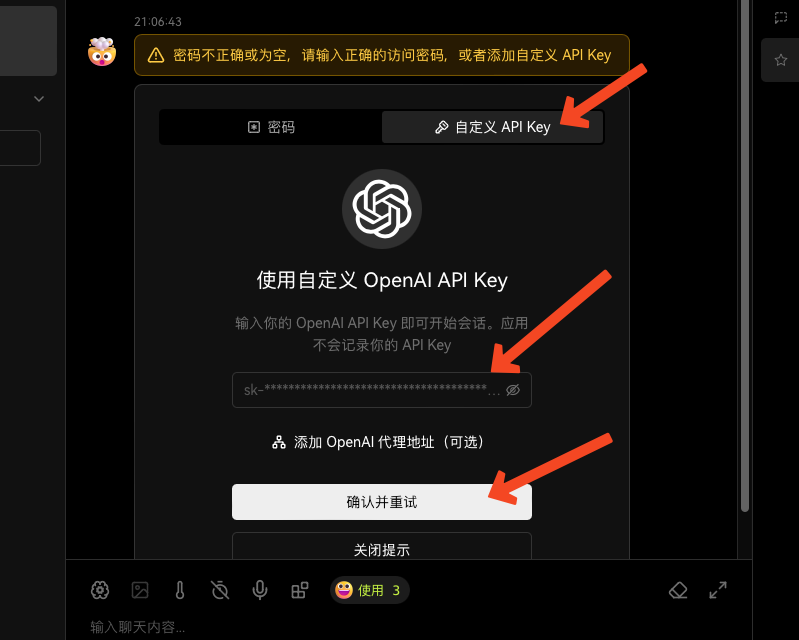 21:06:43
密码不正确或为空，请输入正确的访问密码，或者添加自定义 API Key
密码
自定义 API Key
使用自定义 OpenAI API Key
输入你的 OpenAI API Key 即可开始会话。应用
不会记录你的 API Key
sk-************************************...
添加 OpenAI 代理地址（可选）
确认并重试
关闭提示
使用 3
输入聊天内容...